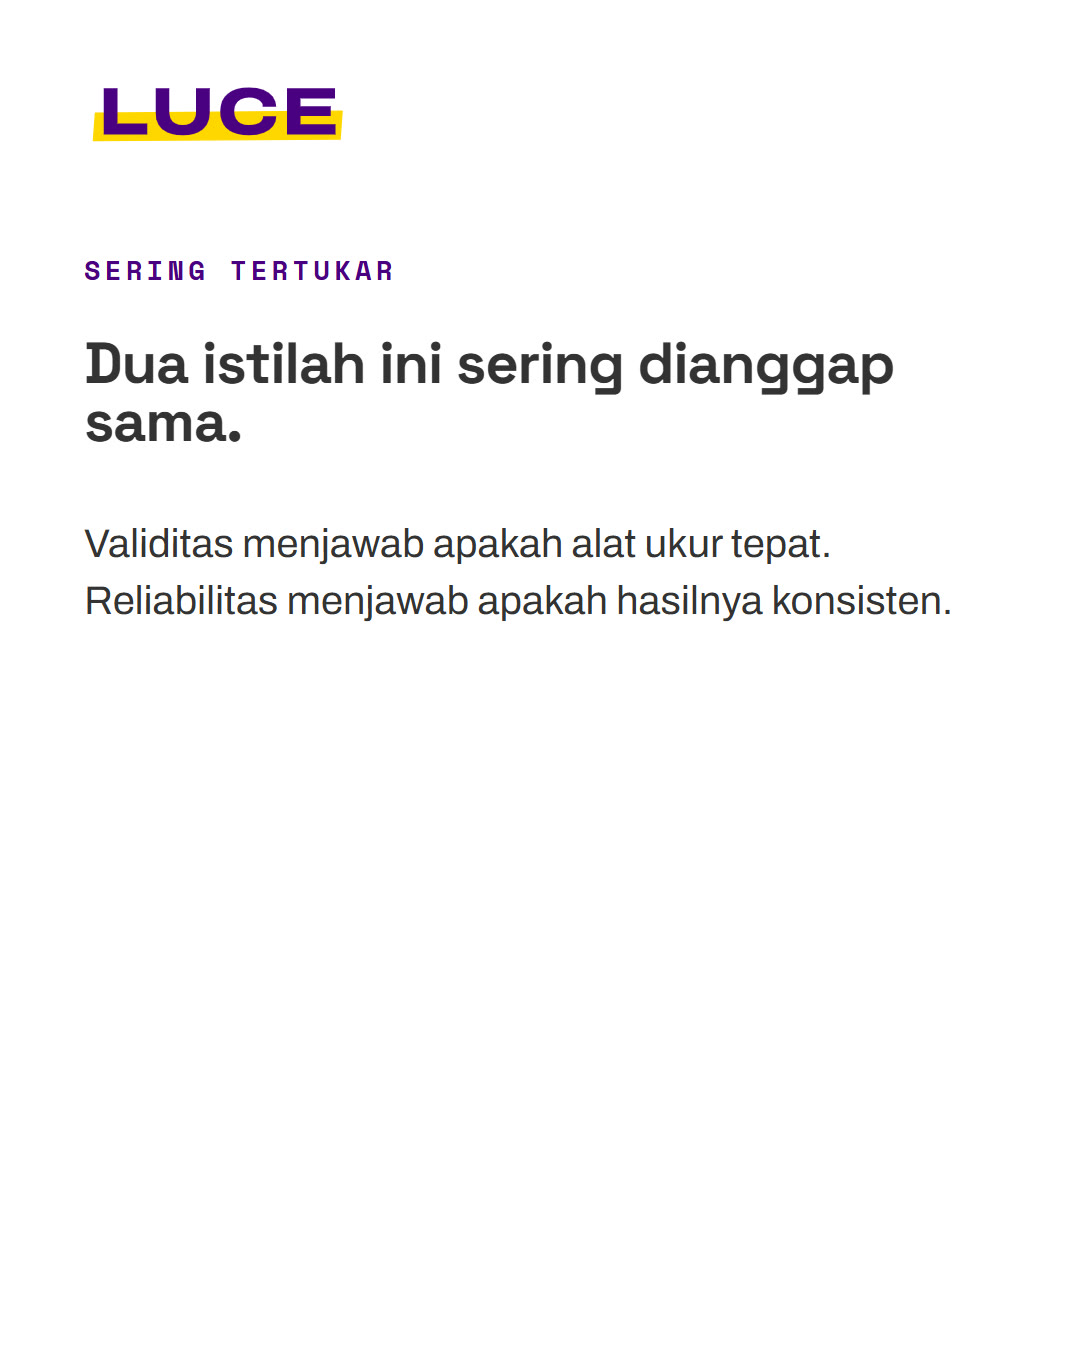 LUCE
SERING TERTUKAR
Dua istilah ini sering dianggap
sama.
Validitas menjawab apakah alat ukur tepat.
Reliabilitas menjawab apakah hasilnya konsisten.